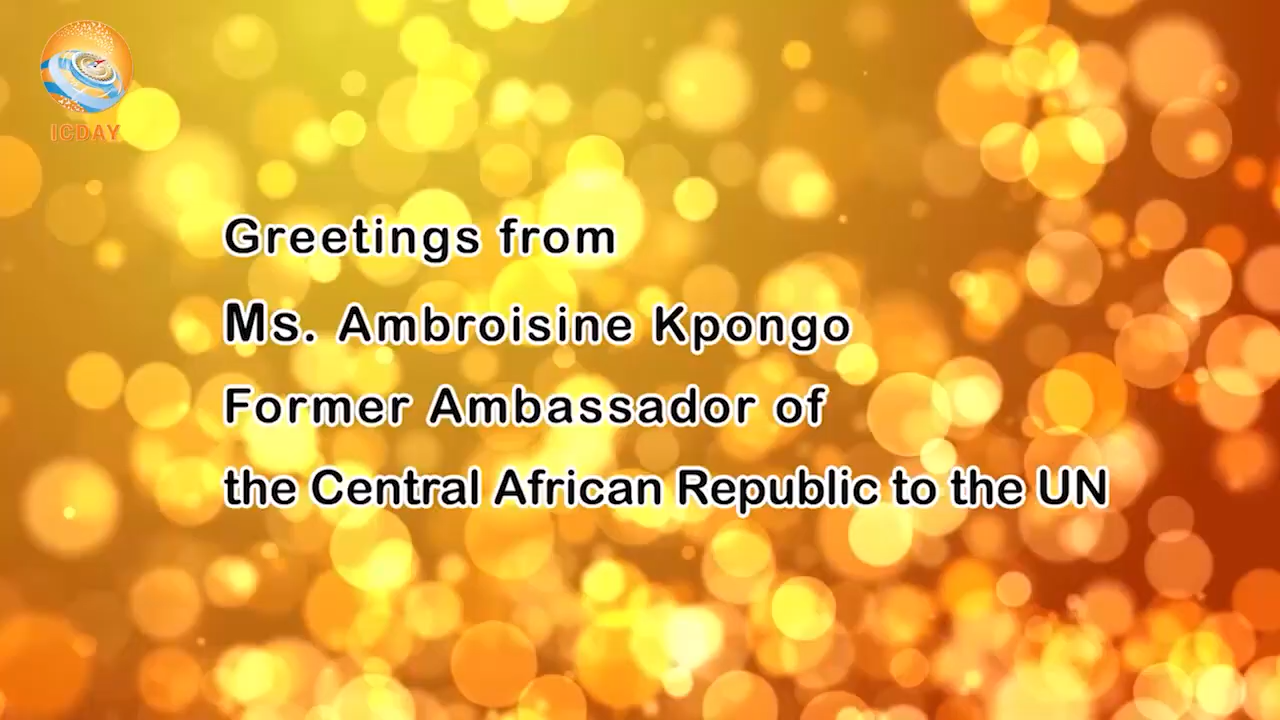 ICDAY
Greetings from
Ms. Ambroisine Kpongo
Former Ambassador of
the Central African Republic to the UN